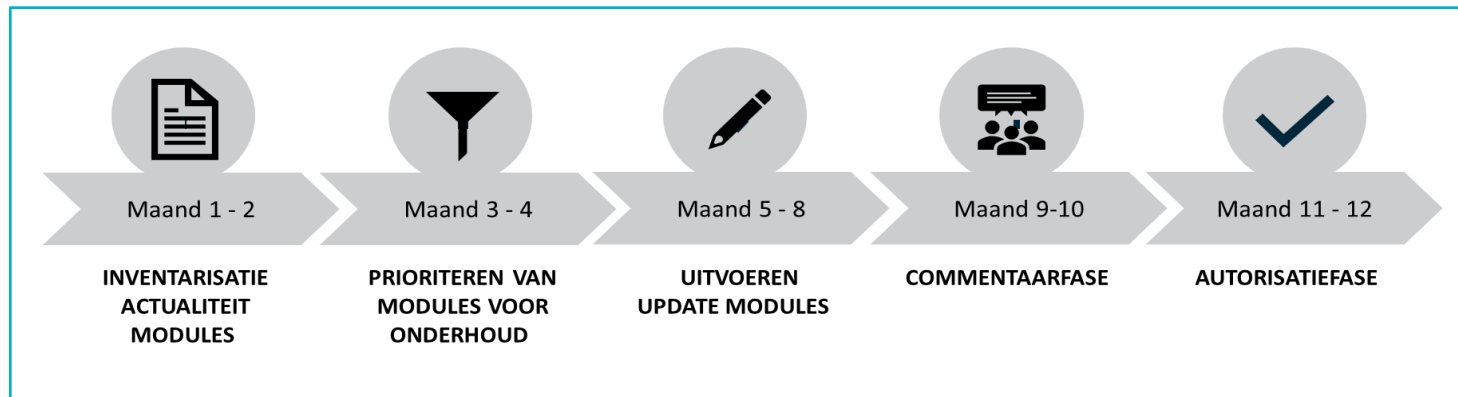 Maand 1 - 2
Maand 3 - 4
Maand 5 - 8
Maand 9-10
Maand 11 - 12
INVENTARISATIE
ACTUALITEIT
MODULES
PRIORITEREN VAN
MODULES VOOR
ONDERHOUD
UITVOEREN
UPDATE MODULES
COMMENTAARFASE
AUTORISATIEFASE